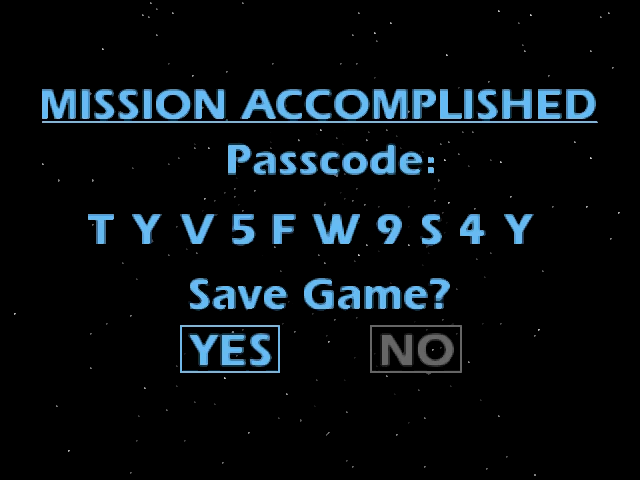 MISSION ACCOMPLISHED
Passcode:
T Y V 5 F W 9 S 4 Y
Save Game?
YES NO